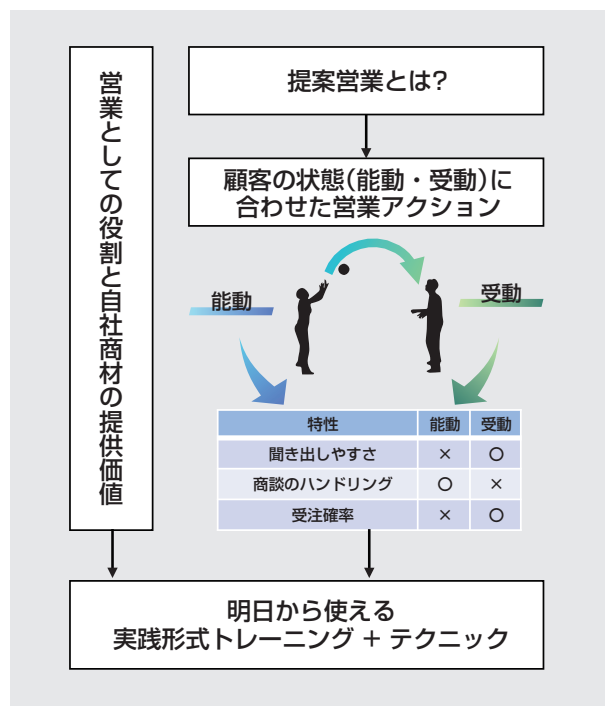 営業としての役割と自社商材の提供価値
提案営業とは?
顧客の状態(能動・受動)に
合わせた営業アクション
能動
受動
特性 能動 受動
聞き出しやすさ × ○
商談のハンドリング ○ ×
受注確率 × ○
明日から使える
実践形式トレーニング + テクニック